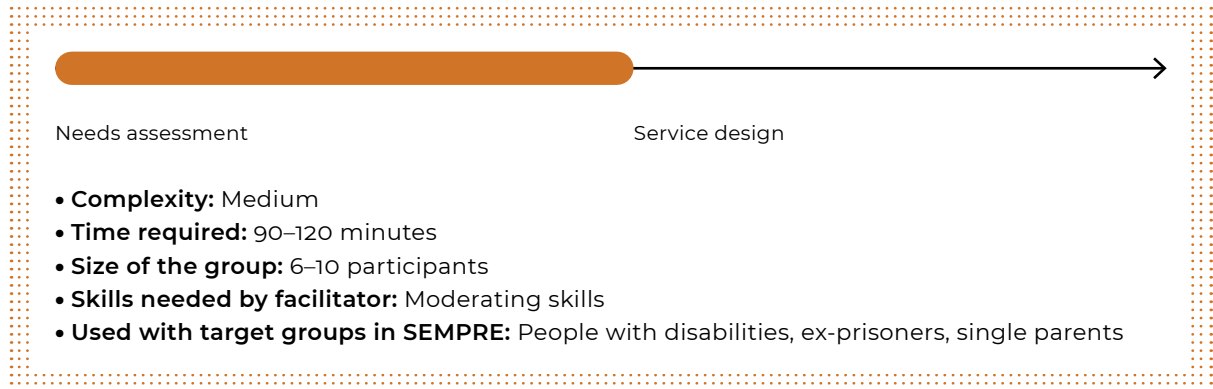 Needs assessment Service design
• Complexity: Medium
• Time required: 90–120 minutes
• Size of the group: 6–10 participants
• Skills needed by facilitator: Moderating skills
• Used with target groups in SEMPRE: People with disabilities, ex-prisoners, single parents